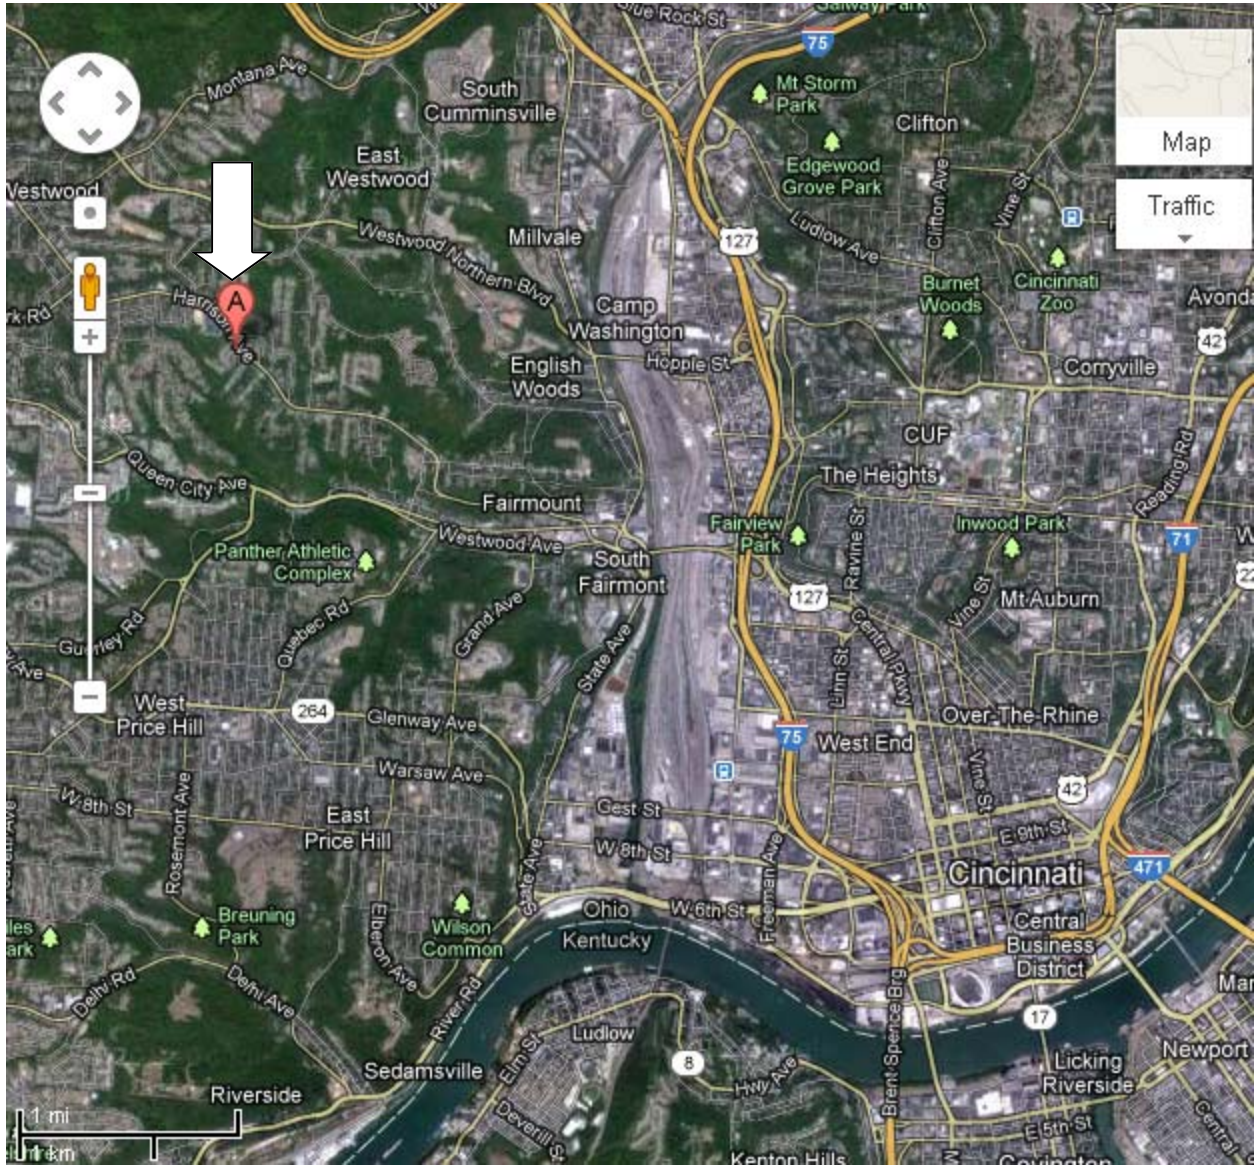 Blue Rock St
75
Montana Ave
South
Cumminsville
Mt Storm
Park
Clifton
Map
East
Westwood
Edgewood
Grove Park
Westwood
Clifton Ave
Vine St
Traffic
Millvale
Westwood Northern Blvd
127
Ludlow Ave
Burnet
Woods
Cincinnati
Zoo
Harrison Ave
A
Camp
Washington
42
Hopple St
English
Woods
Corryville
CUF
Queen City Ave
The Heights
Reading Rd
Fairmount
Fairview
Park
Inwood Park
71
Westwood Ave
Panther Athletic
Complex
South
Fairmont
Ravine St
127
Mt Auburn
Vine St
Guerley Rd
Quebec Rd
Grand Ave
State Ave
Central Pkwy
Linn St
West
Price Hill
264
Glenway Ave
Over-The-Rhine
75
West End
Warsaw Ave
Vine St
42
W 8th St
Rosemont Ave
East
Price Hill
Gest St
W 8th St
E 9th St
State Ave
Freeman Ave
Cincinnati
471
Breuning
Park
Wilson
Common
Ohio
W 6th St
Kentucky
Central
Business
District
Elberon Ave
Delhi Rd
Delhi Ave
River Rd
Brent Spence Brg
17
Ludlow
Elm St
8
Hwy Ave
Sedamsville
Licking
Riverside
Newport
Riverside
1 mi
1 km
Deverill St
E 5th St
Central
Kenton Hills
Covington